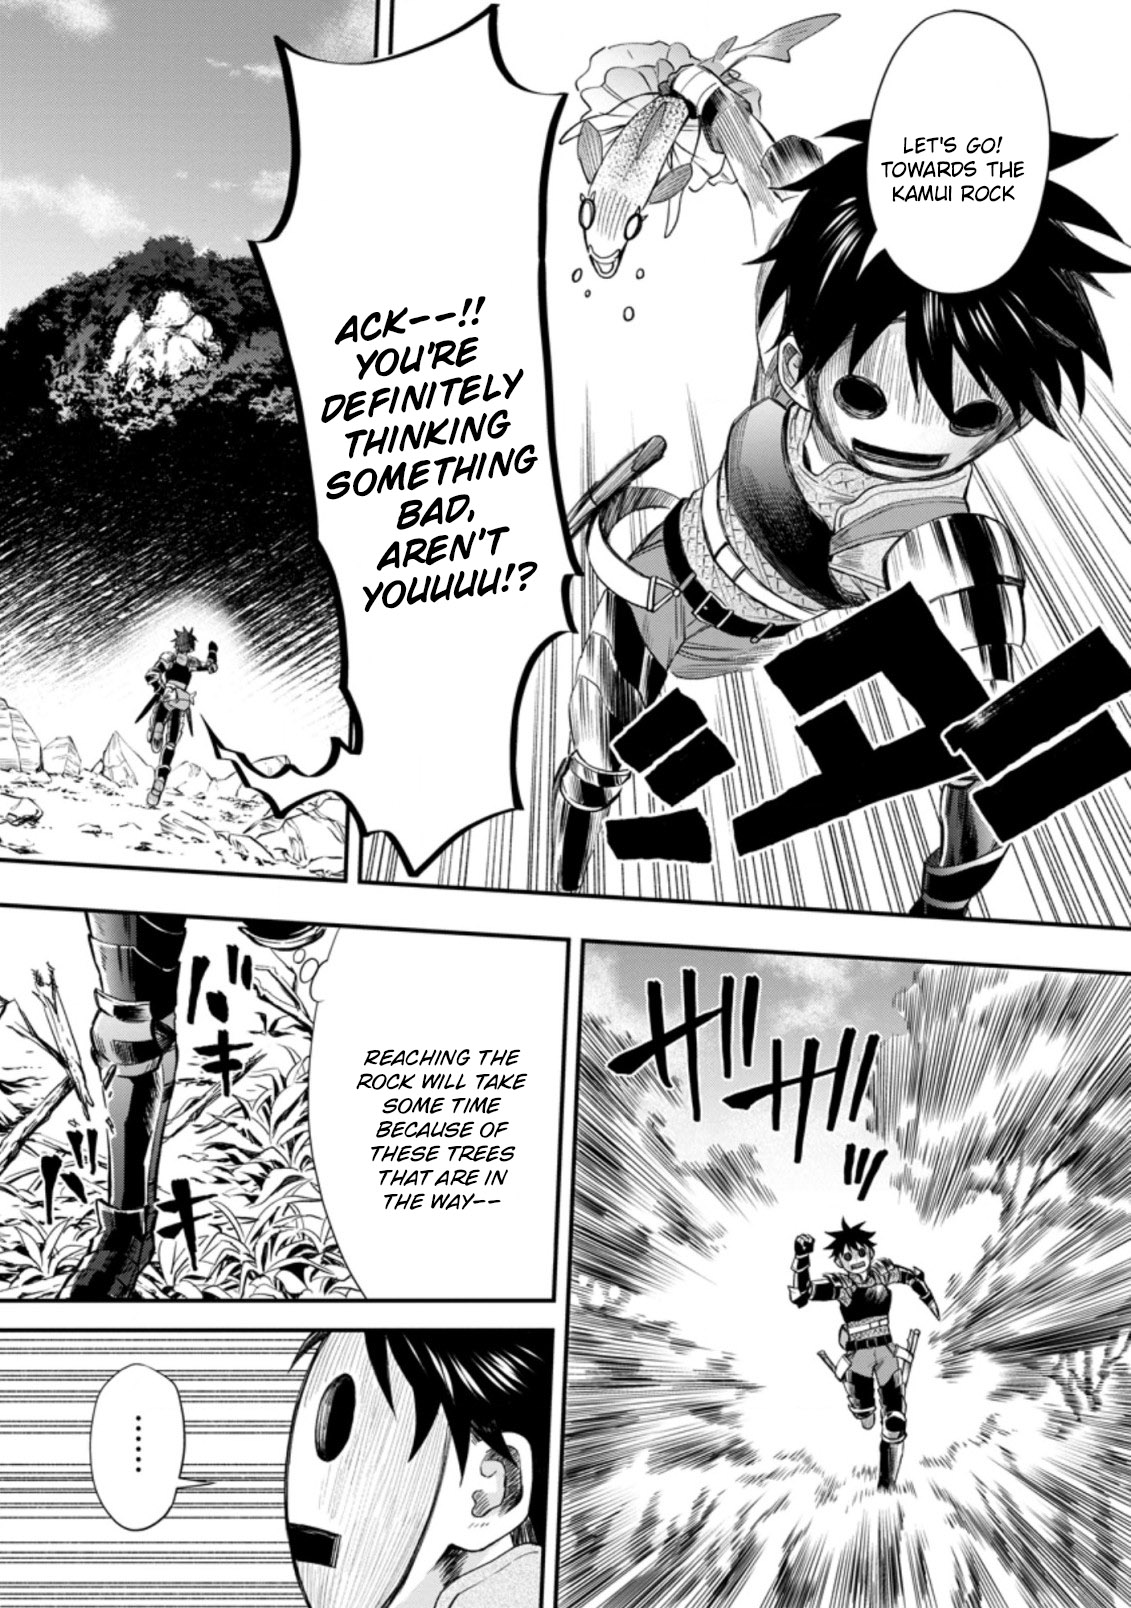 LET'S GO!
TOWARDS THE
KAMUI ROCK
ACK--!!
YOU'RE
DEFINITELY
THINKING
SOMETHING
BAD,
AREN'T
YOUUUU!?
REACHING THE
ROCK WILL TAKE
SOME TIME
BECAUSE OF
THESE TREES
THAT ARE IN
THE WAY--
......